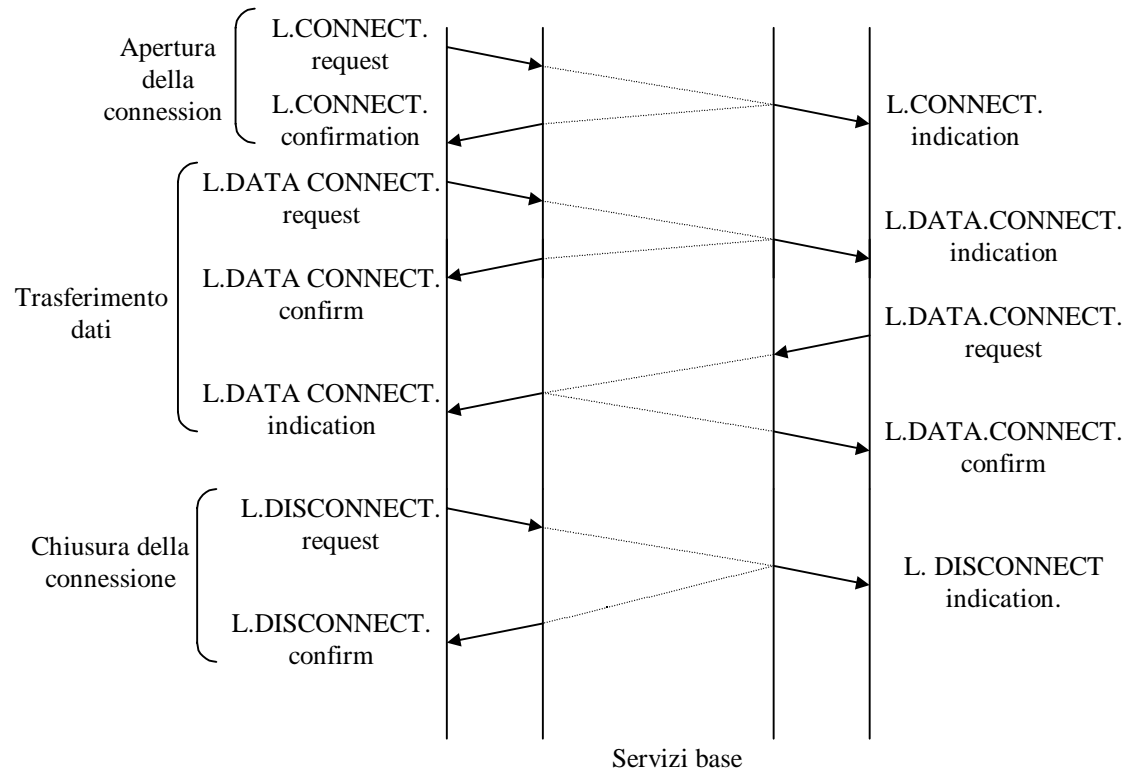 Apertura
della
connession
L.CONNECT.
request
L.CONNECT.
confirmation
L.CONNECT.
indication
Trasferimento
dati
L.DATA CONNECT.
request
L.DATA.CONNECT.
indication
L.DATA CONNECT.
confirm
L.DATA.CONNECT.
request
L.DATA CONNECT.
indication
L.DATA.CONNECT.
confirm
Chiusura della
connessione
L.DISCONNECT.
request
L. DISCONNECT
indication.
L.DISCONNECT.
confirm
Servizi base